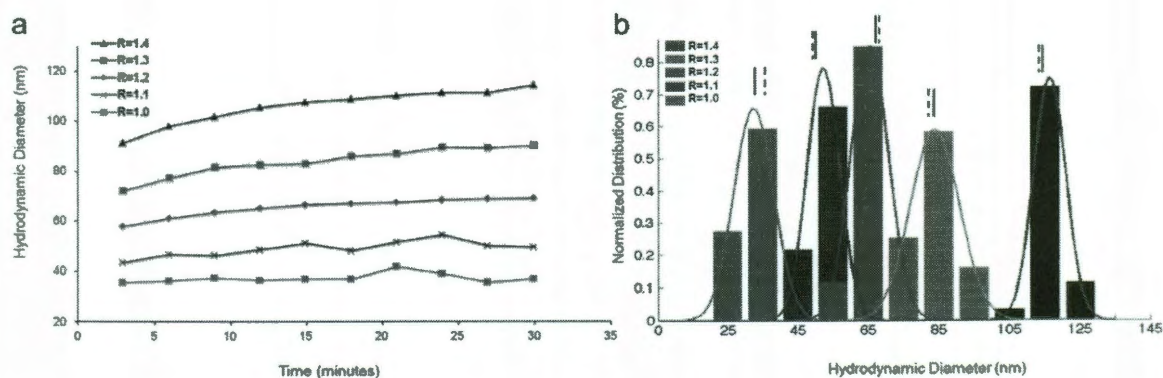 a
R=1.4
R=1.3
R=1.2
R=1.1
R=1.0
Hydrodynamic Diameter (nm)
120
100
80
60
40
20
0 5 10 15 20 25 30 35
Time (minutes)
b
R=1.4
R=1.3
R=1.2
R=1.1
R=1.0
Normalized Distribution (%)
0.8
0.7
0.6
0.5
0.4
0.3
0.2
0.1
0
0 25 45 65 85 105 125 145
Hydrodynamic Diameter (nm)